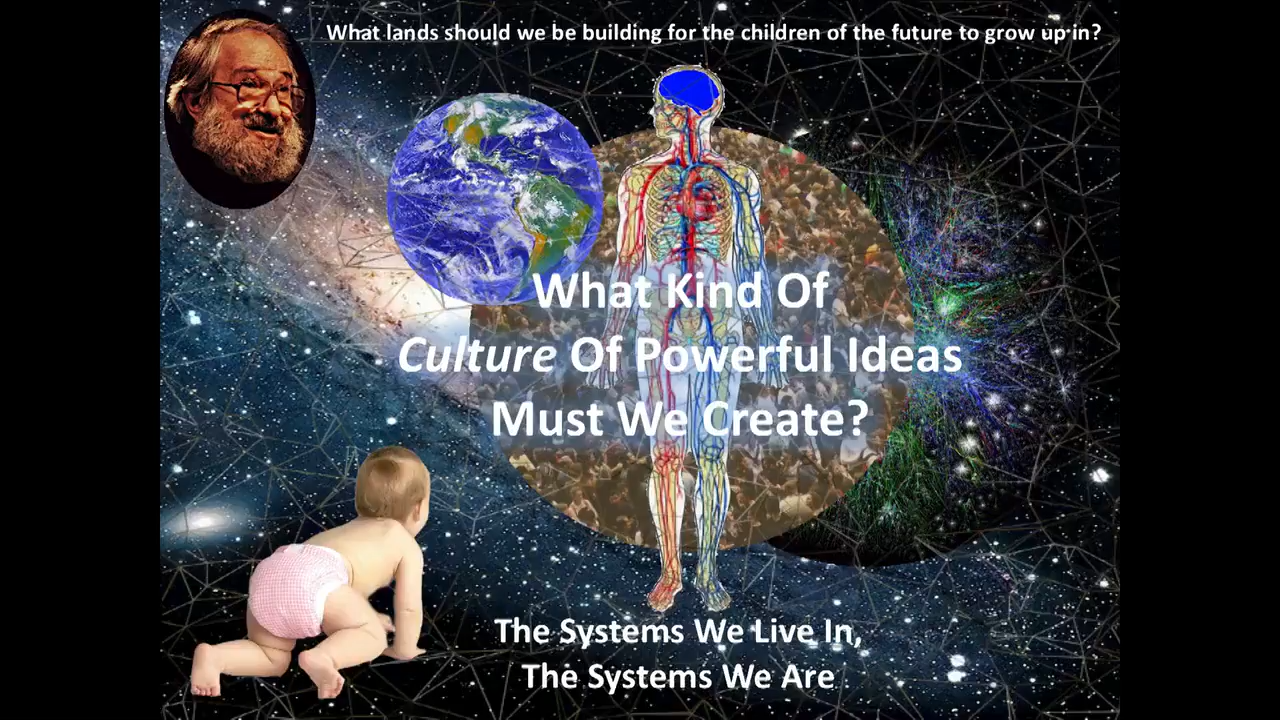 What lands should we be building for the children of the future to grow up in?
What Kind Of
Culture Of Powerful Ideas
Must We Create?
The Systems We Live In,
The Systems We Are